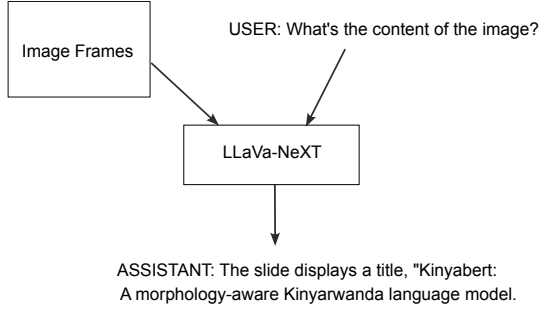 Image Frames
USER: What's the content of the image?
LLaVa-NeXT
ASSISTANT: The slide displays a title, "Kinyabert:
A morphology-aware Kinyarwanda language model.